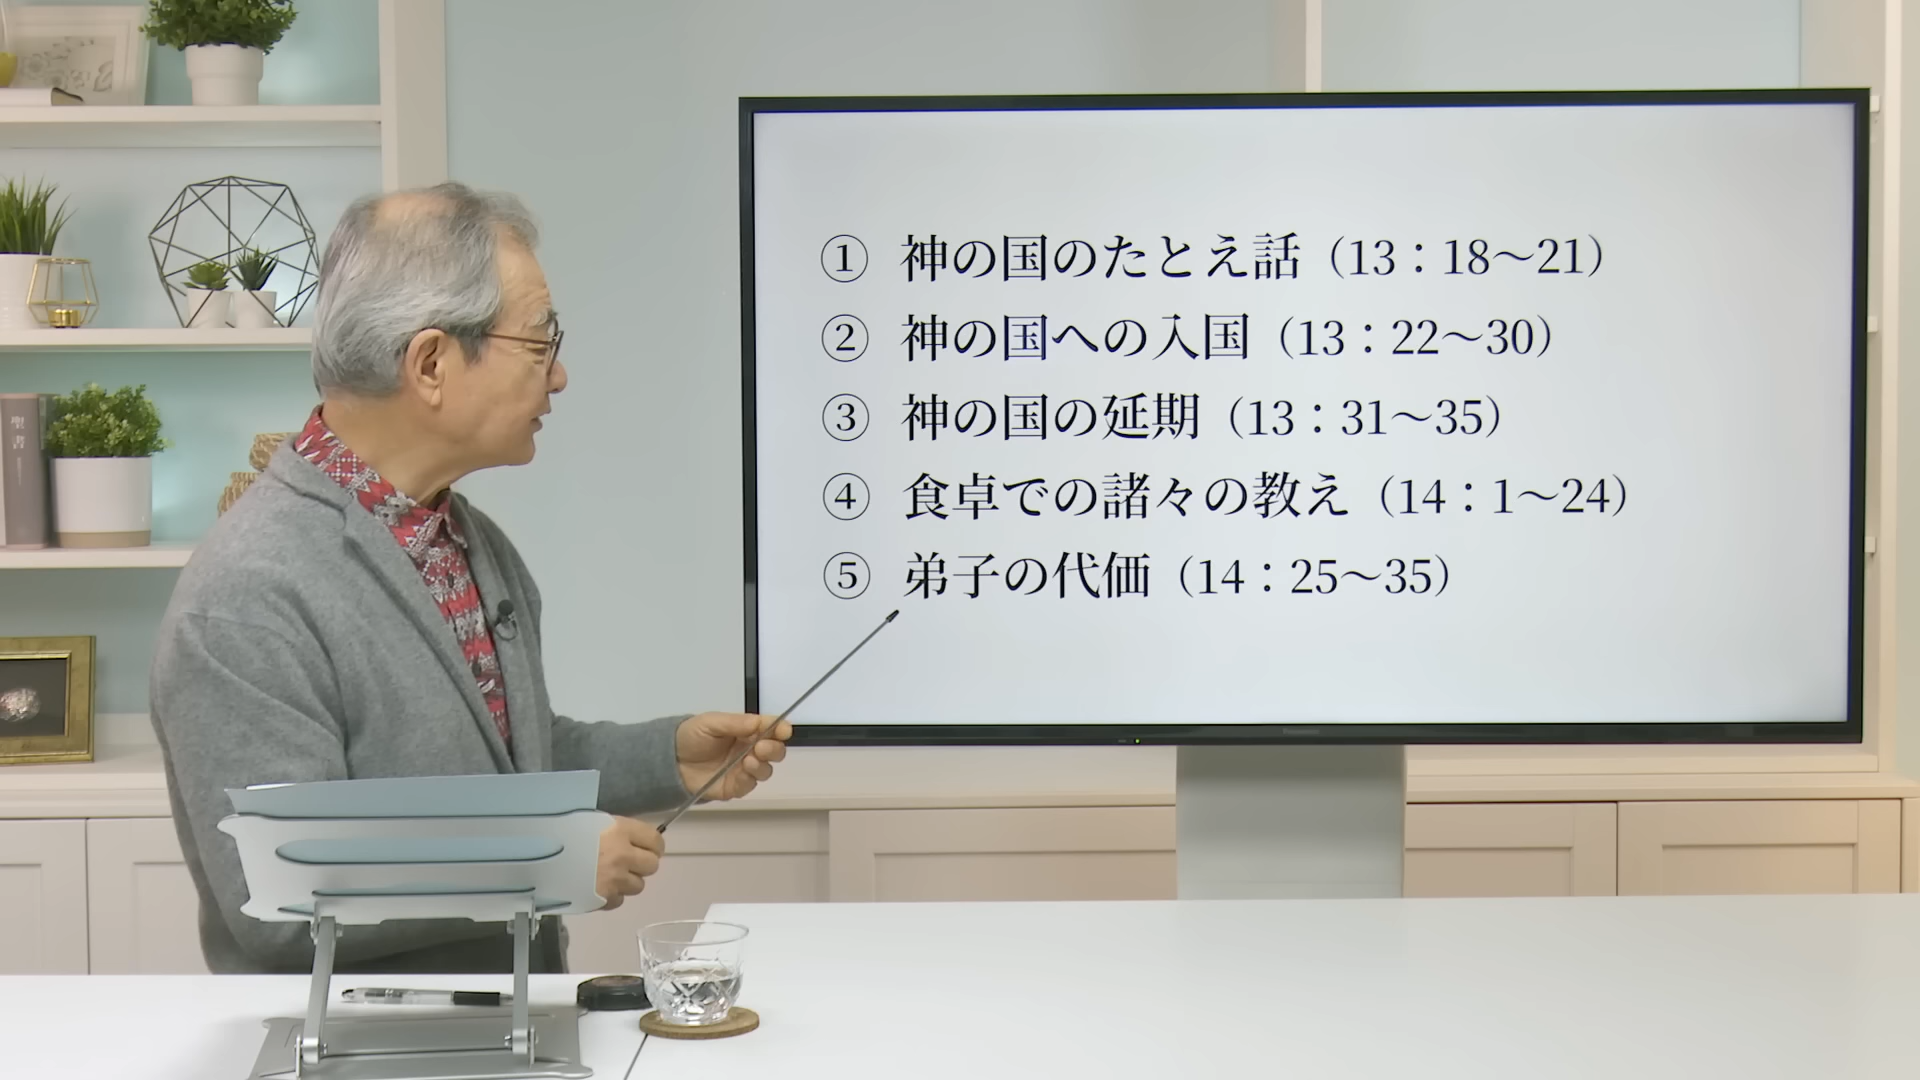 ① 神の国のたとえ話（13：18〜21）
② 神の国への入国（13：22〜30）
③ 神の国の延期（13：31〜35）
④ 食卓での諸々の教え（14：1〜24）
⑤ 弟子の代価（14：25〜35）
聖書